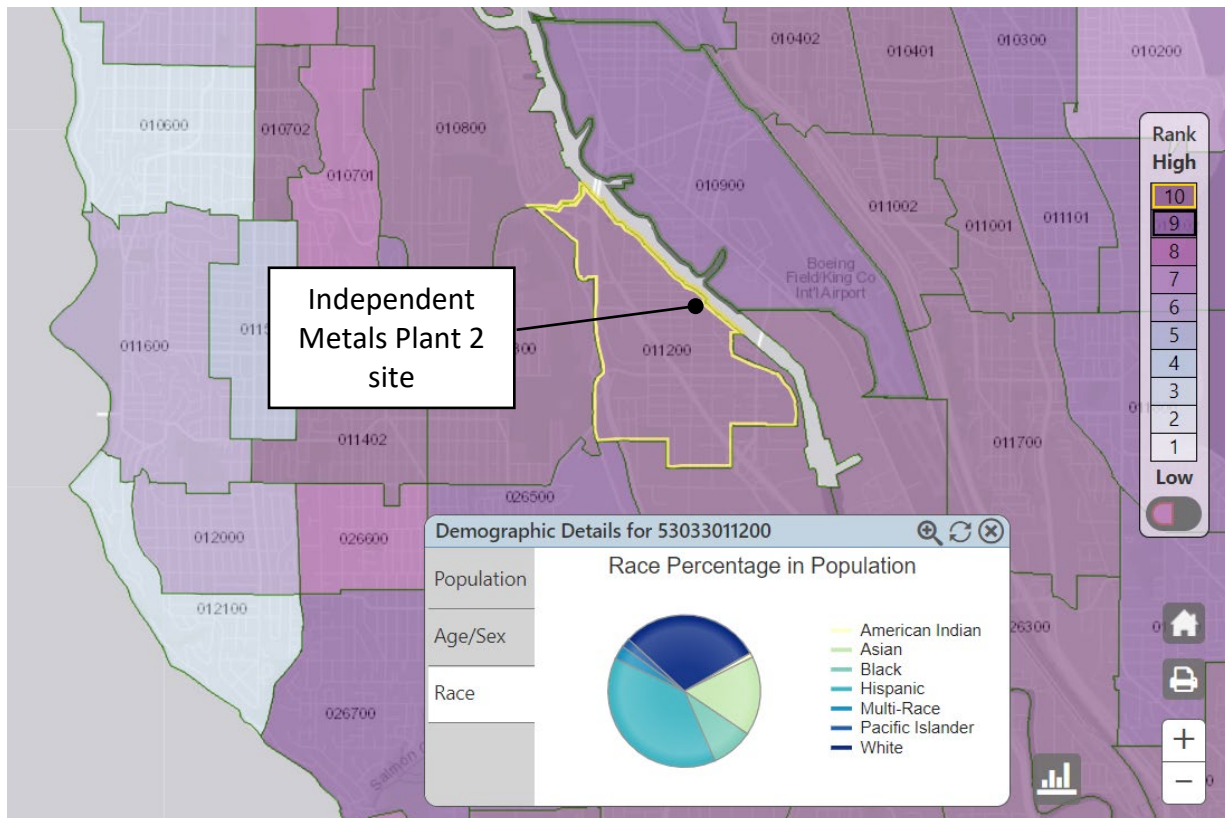 010402
010401
010300
010200
010600
010702
010800
010701
010900
011002
011001
011101
Boeing
Field/King Co
Int'l Airport
Rank
High
10
9
8
7
6
5
4
3
2
1
Low
Independent
Metals Plant 2
site
011600
011200
011402
011700
012000
026600
026500
012100
026700
Demographic Details for 53033011200
Population
Age/Sex
Race
Race Percentage in Population
American Indian
Asian
Black
Hispanic
Multi-Race
Pacific Islander
White